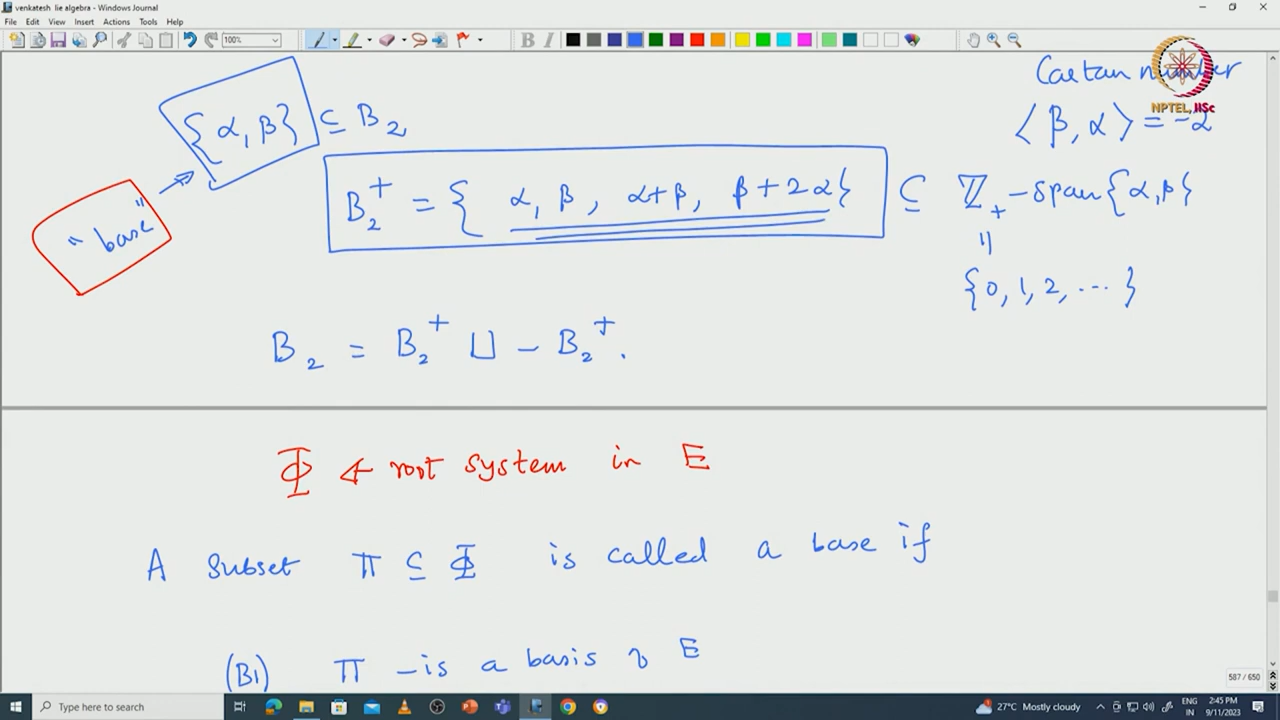 venkatesh lie algebra - Windows Journal
File Edit View Insert Actions Tools Help
100%
B I
Caetan number
NPTEL, IISc
{ α, β } ⊆ B₂
⟨ β, α ⟩ = -2
B₂⁺ = { α, β, α+β, β+2α } ⊆ ℤ₊ -span{α,β}
"base"
||
{0, 1, 2, ... }
B₂ = B₂⁺ ⊔ - B₂⁺.
Φ ← root system in E
A subset Π ⊆ Φ is called a base if
(B1) Π - is a basis of E
587 / 650
Type here to search
27°C Mostly cloudy
ENG
IN
2:45 PM
9/11/2023